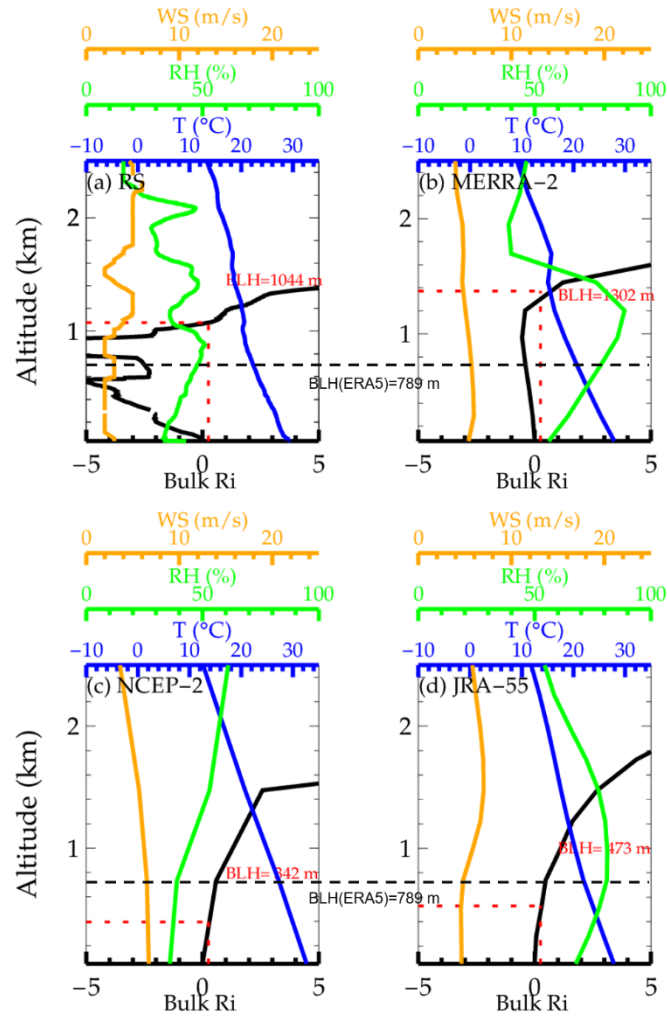 WS (m/s)
WS (m/s)
0 10 20
0 10 20
RH (%)
RH (%)
0 50 100
0 50 100
T (°C)
T (°C)
−10 0 10 20 30
−10 0 10 20 30
(a) RS
(b) MERRA−2
2
2
BLH=1044 m
BLH=1302 m
1
1
BLH(ERA5)=789 m
Altitude (km)
−5 0 5
−5 0 5
Bulk Ri
Bulk Ri
WS (m/s)
WS (m/s)
0 10 20
0 10 20
RH (%)
RH (%)
0 50 100
0 50 100
T (°C)
T (°C)
−10 0 10 20 30
−10 0 10 20 30
(c) NCEP−2
(d) JRA−55
2
2
1
1
BLH= 342 m
BLH= 473 m
BLH(ERA5)=789 m
Altitude (km)
−5 0 5
−5 0 5
Bulk Ri
Bulk Ri